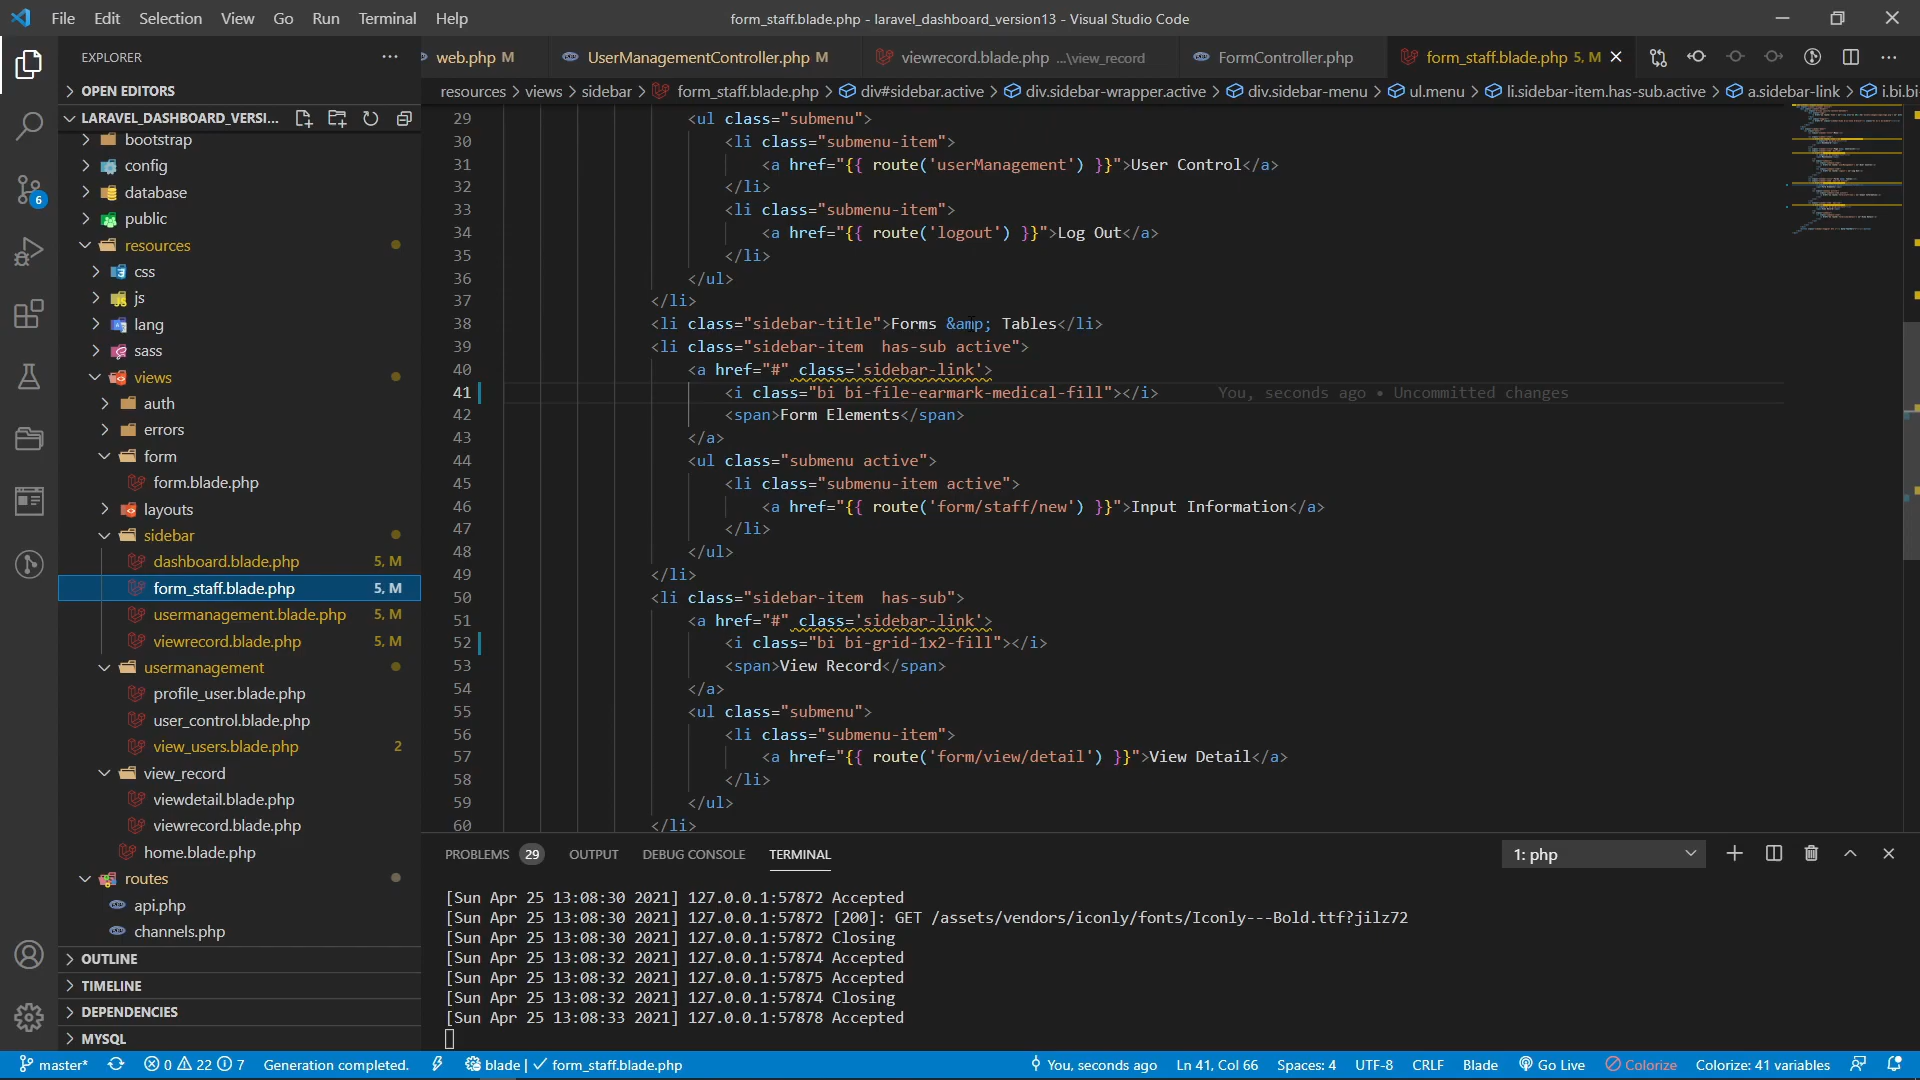 File Edit Selection View Go Run Terminal Help
form_staff.blade.php - laravel_dashboard_version13 - Visual Studio Code
EXPLORER
web.php M
UserManagementController.php M
viewrecord.blade.php ...\view_record
FormController.php
form_staff.blade.php 5, M
OPEN EDITORS
resources > views > sidebar > form_staff.blade.php > div#sidebar.active > div.sidebar-wrapper.active > div.sidebar-menu > ul.menu > li.sidebar-item.has-sub.active > a.sidebar-link > i.bi.bi-
LARAVEL_DASHBOARD_VERSI...
bootstrap
config
database
public
resources
css
js
lang
sass
views
auth
errors
form
form.blade.php
layouts
sidebar
dashboard.blade.php 5, M
form_staff.blade.php 5, M
usermanagement.blade.php 5, M
viewrecord.blade.php 5, M
usermanagement
profile_user.blade.php
user_control.blade.php
view_users.blade.php 2
view_record
viewdetail.blade.php
viewrecord.blade.php
home.blade.php
routes
api.php
channels.php
OUTLINE
TIMELINE
DEPENDENCIES
MYSQL
6
29 <ul class="submenu">
30 <li class="submenu-item">
31 <a href="{{ route('userManagement') }}">User Control</a>
32 </li>
33 <li class="submenu-item">
34 <a href="{{ route('logout') }}">Log Out</a>
35 </li>
36 </ul>
37 </li>
38 <li class="sidebar-title">Forms &amp; Tables</li>
39 <li class="sidebar-item  has-sub active">
40 <a href="#" class='sidebar-link'>
41 <i class="bi bi-file-earmark-medical-fill"></i> You, seconds ago • Uncommitted changes
42 <span>Form Elements</span>
43 </a>
44 <ul class="submenu active">
45 <li class="submenu-item active">
46 <a href="{{ route('form/staff/new') }}">Input Information</a>
47 </li>
48 </ul>
49 </li>
50 <li class="sidebar-item  has-sub">
51 <a href="#" class='sidebar-link'>
52 <i class="bi bi-grid-1x2-fill"></i>
53 <span>View Record</span>
54 </a>
55 <ul class="submenu">
56 <li class="submenu-item">
57 <a href="{{ route('form/view/detail') }}">View Detail</a>
58 </li>
59 </ul>
60 </li>
PROBLEMS 29 OUTPUT DEBUG CONSOLE TERMINAL 1: php
[Sun Apr 25 13:08:30 2021] 127.0.0.1:57872 Accepted
[Sun Apr 25 13:08:30 2021] 127.0.0.1:57872 [200]: GET /assets/vendors/iconly/fonts/Iconly---Bold.ttf?jilz72
[Sun Apr 25 13:08:30 2021] 127.0.0.1:57872 Closing
[Sun Apr 25 13:08:32 2021] 127.0.0.1:57874 Accepted
[Sun Apr 25 13:08:32 2021] 127.0.0.1:57875 Accepted
[Sun Apr 25 13:08:32 2021] 127.0.0.1:57874 Closing
[Sun Apr 25 13:08:33 2021] 127.0.0.1:57878 Accepted
master* 0 22 7 Generation completed. blade | form_staff.blade.php You, seconds ago Ln 41, Col 66 Spaces: 4 UTF-8 CRLF Blade Go Live Colorize Colorize: 41 variables